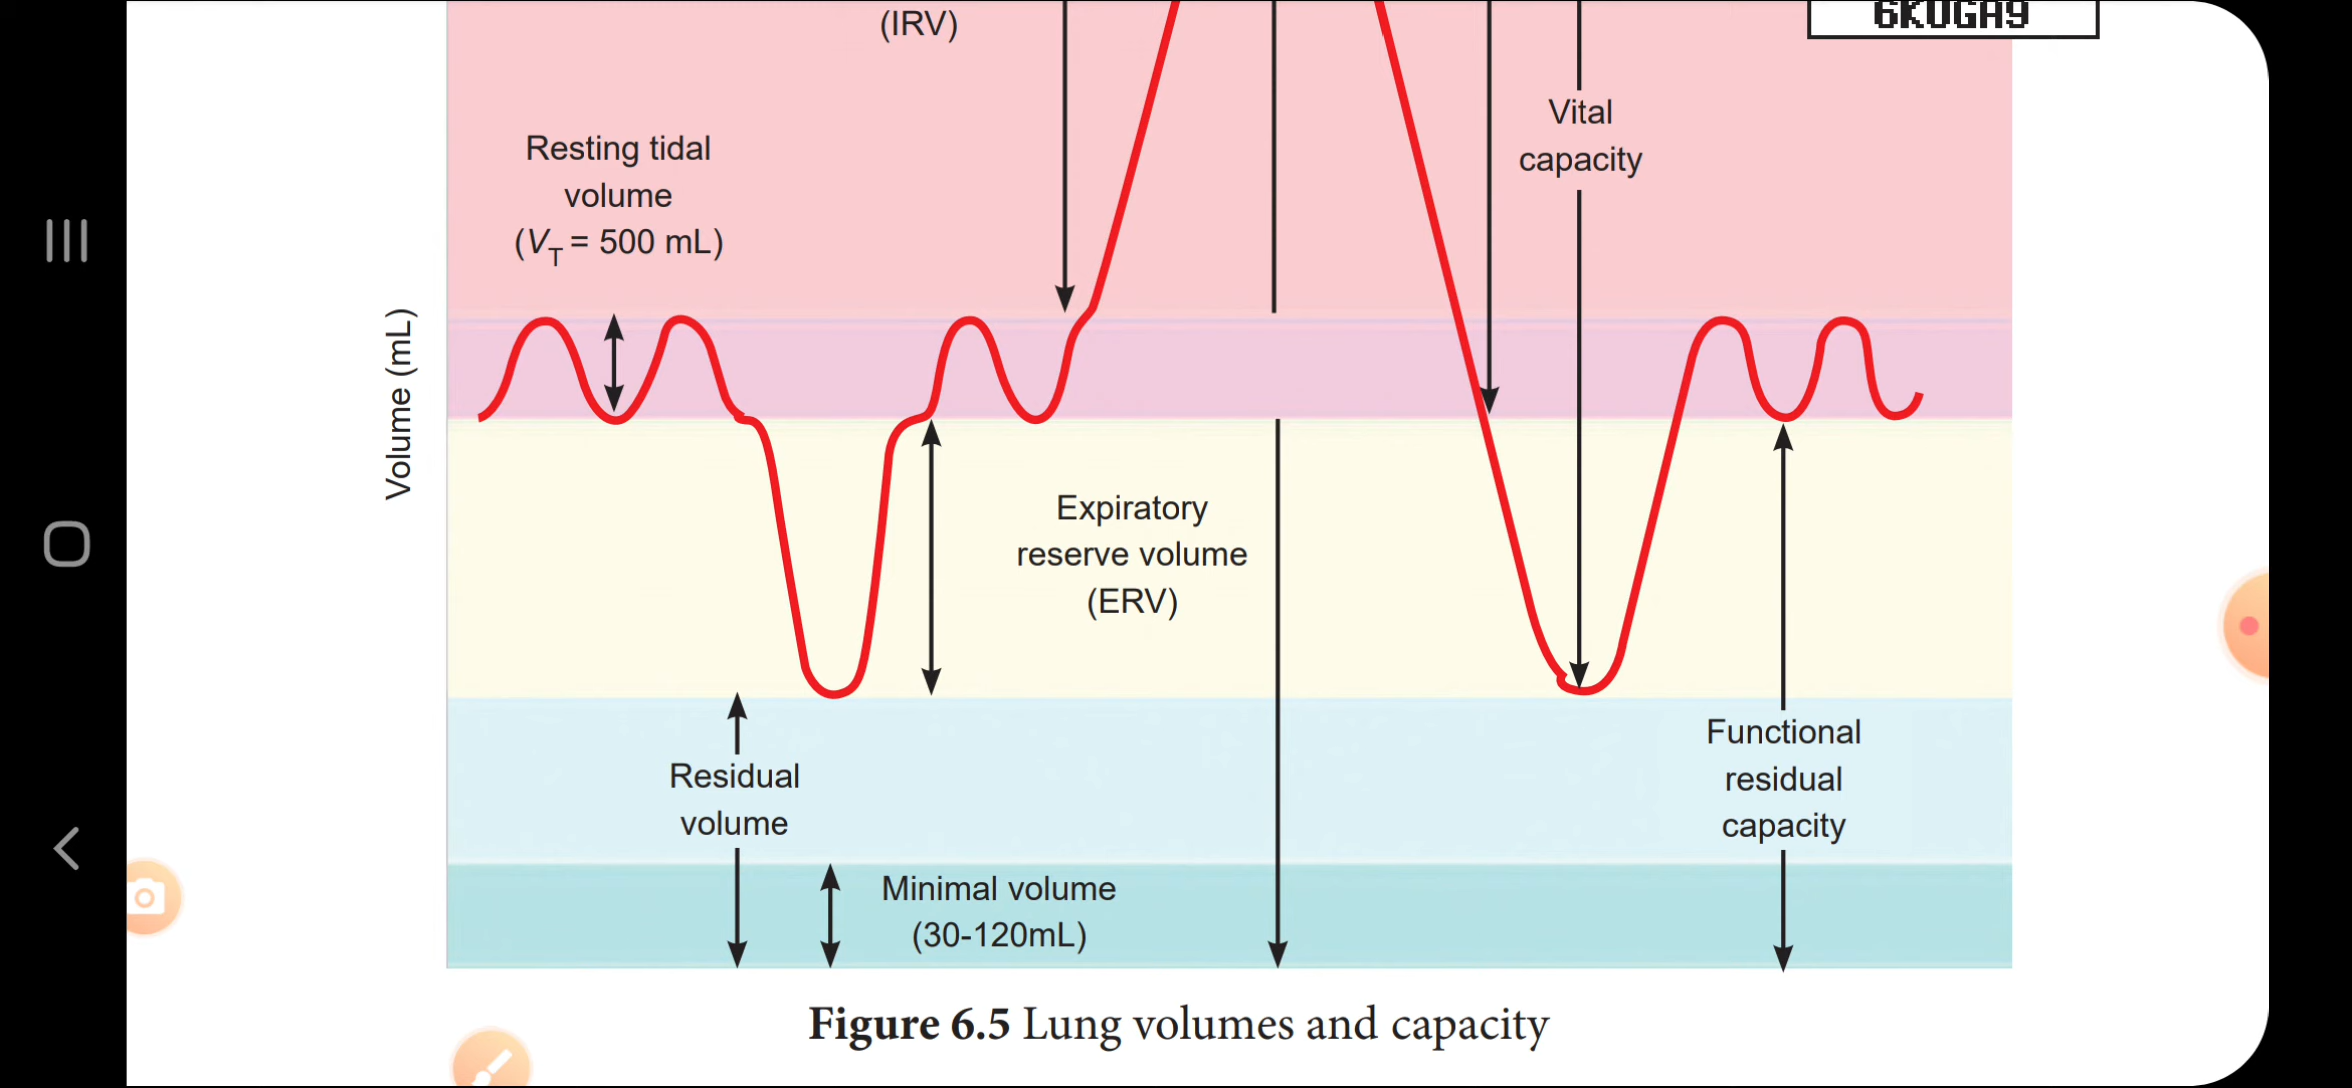 (IRV)
6KUGA9
Resting tidal
volume
(VT = 500 mL)
Vital
capacity
Volume (mL)
Expiratory
reserve volume
(ERV)
Residual
volume
Functional
residual
capacity
Minimal volume
(30-120mL)
Figure 6.5 Lung volumes and capacity